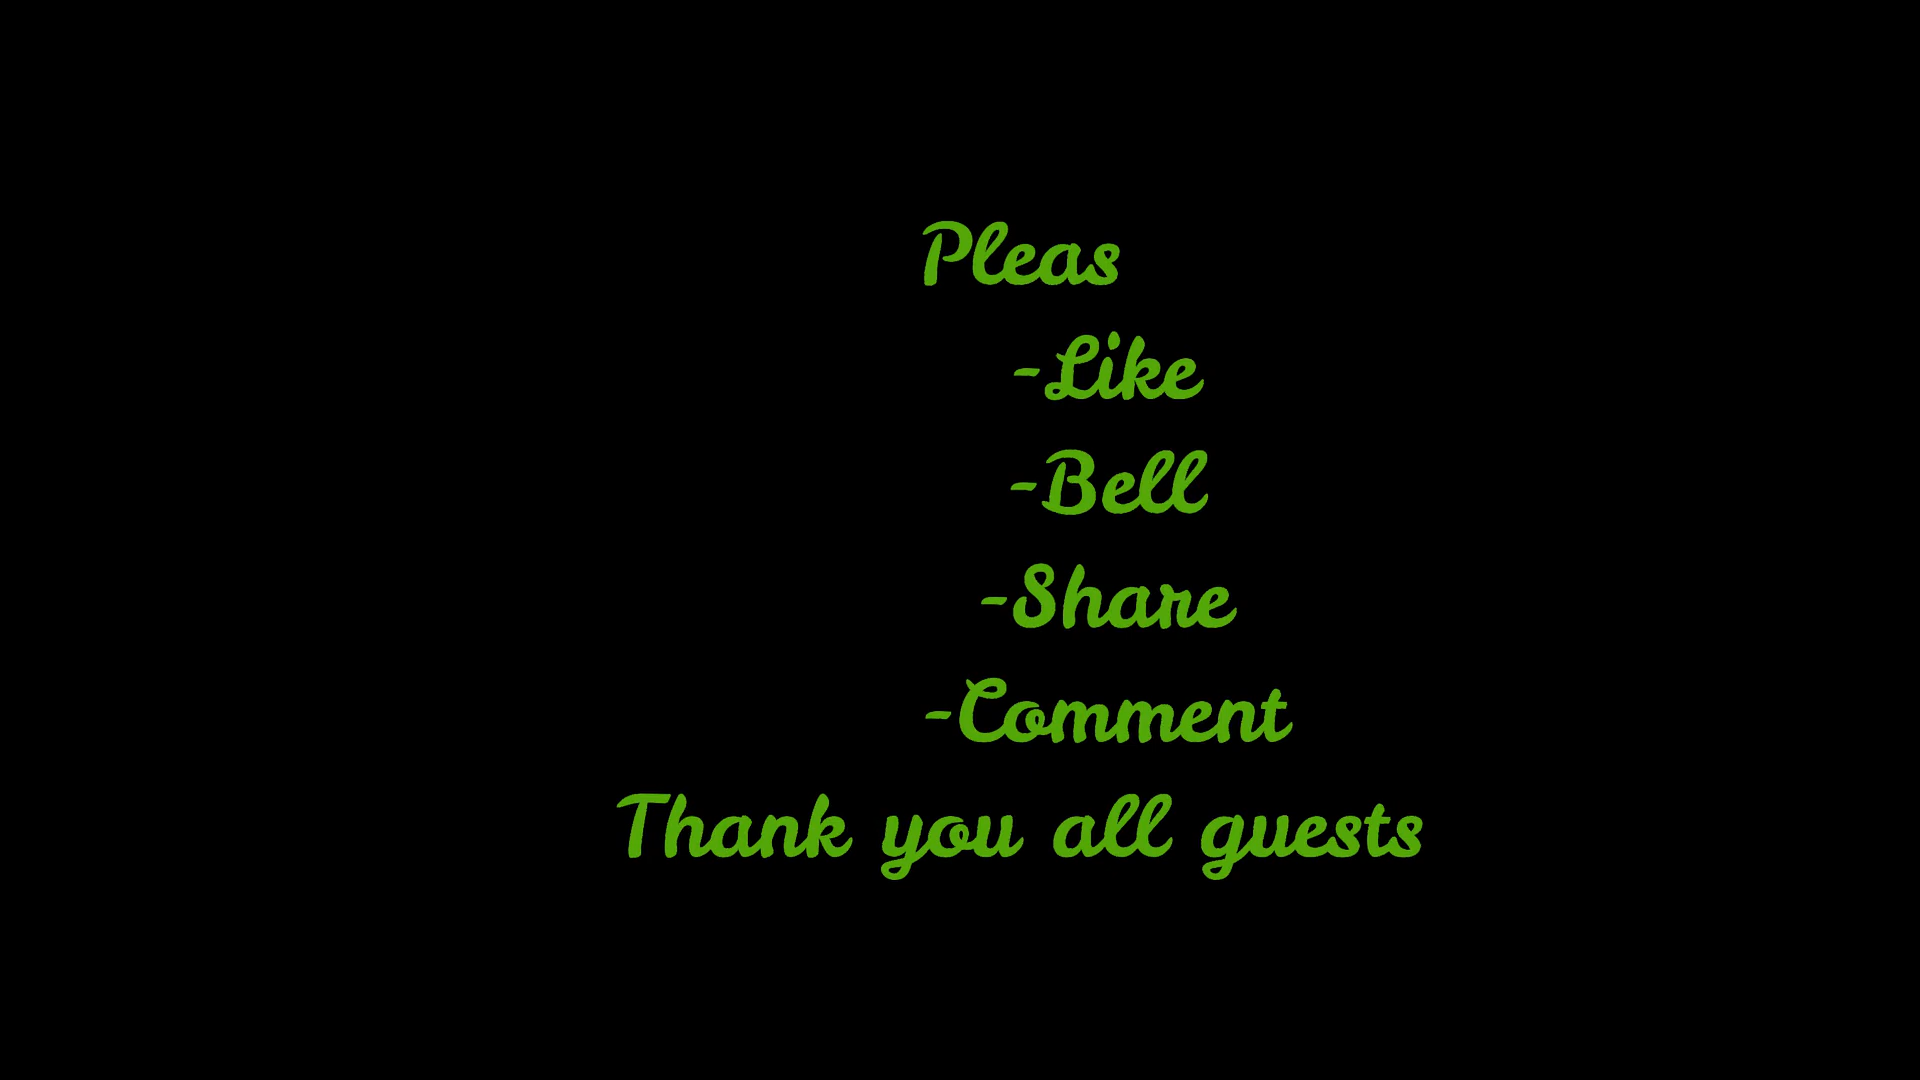 Pleas
-Like
-Bell
-Share
-Comment
Thank you all guests